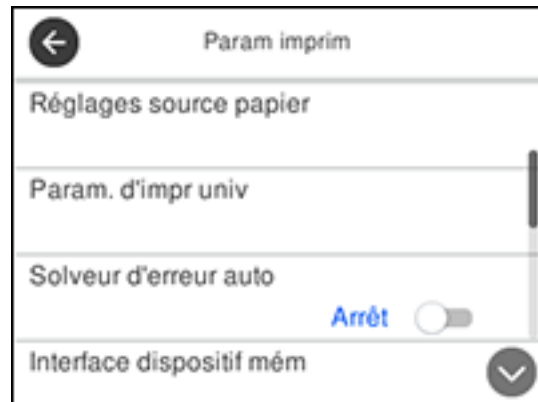 Param imprim
Réglages source papier
Param. d'impr univ
Solveur d'erreur auto
Arrêt
Interface dispositif mém